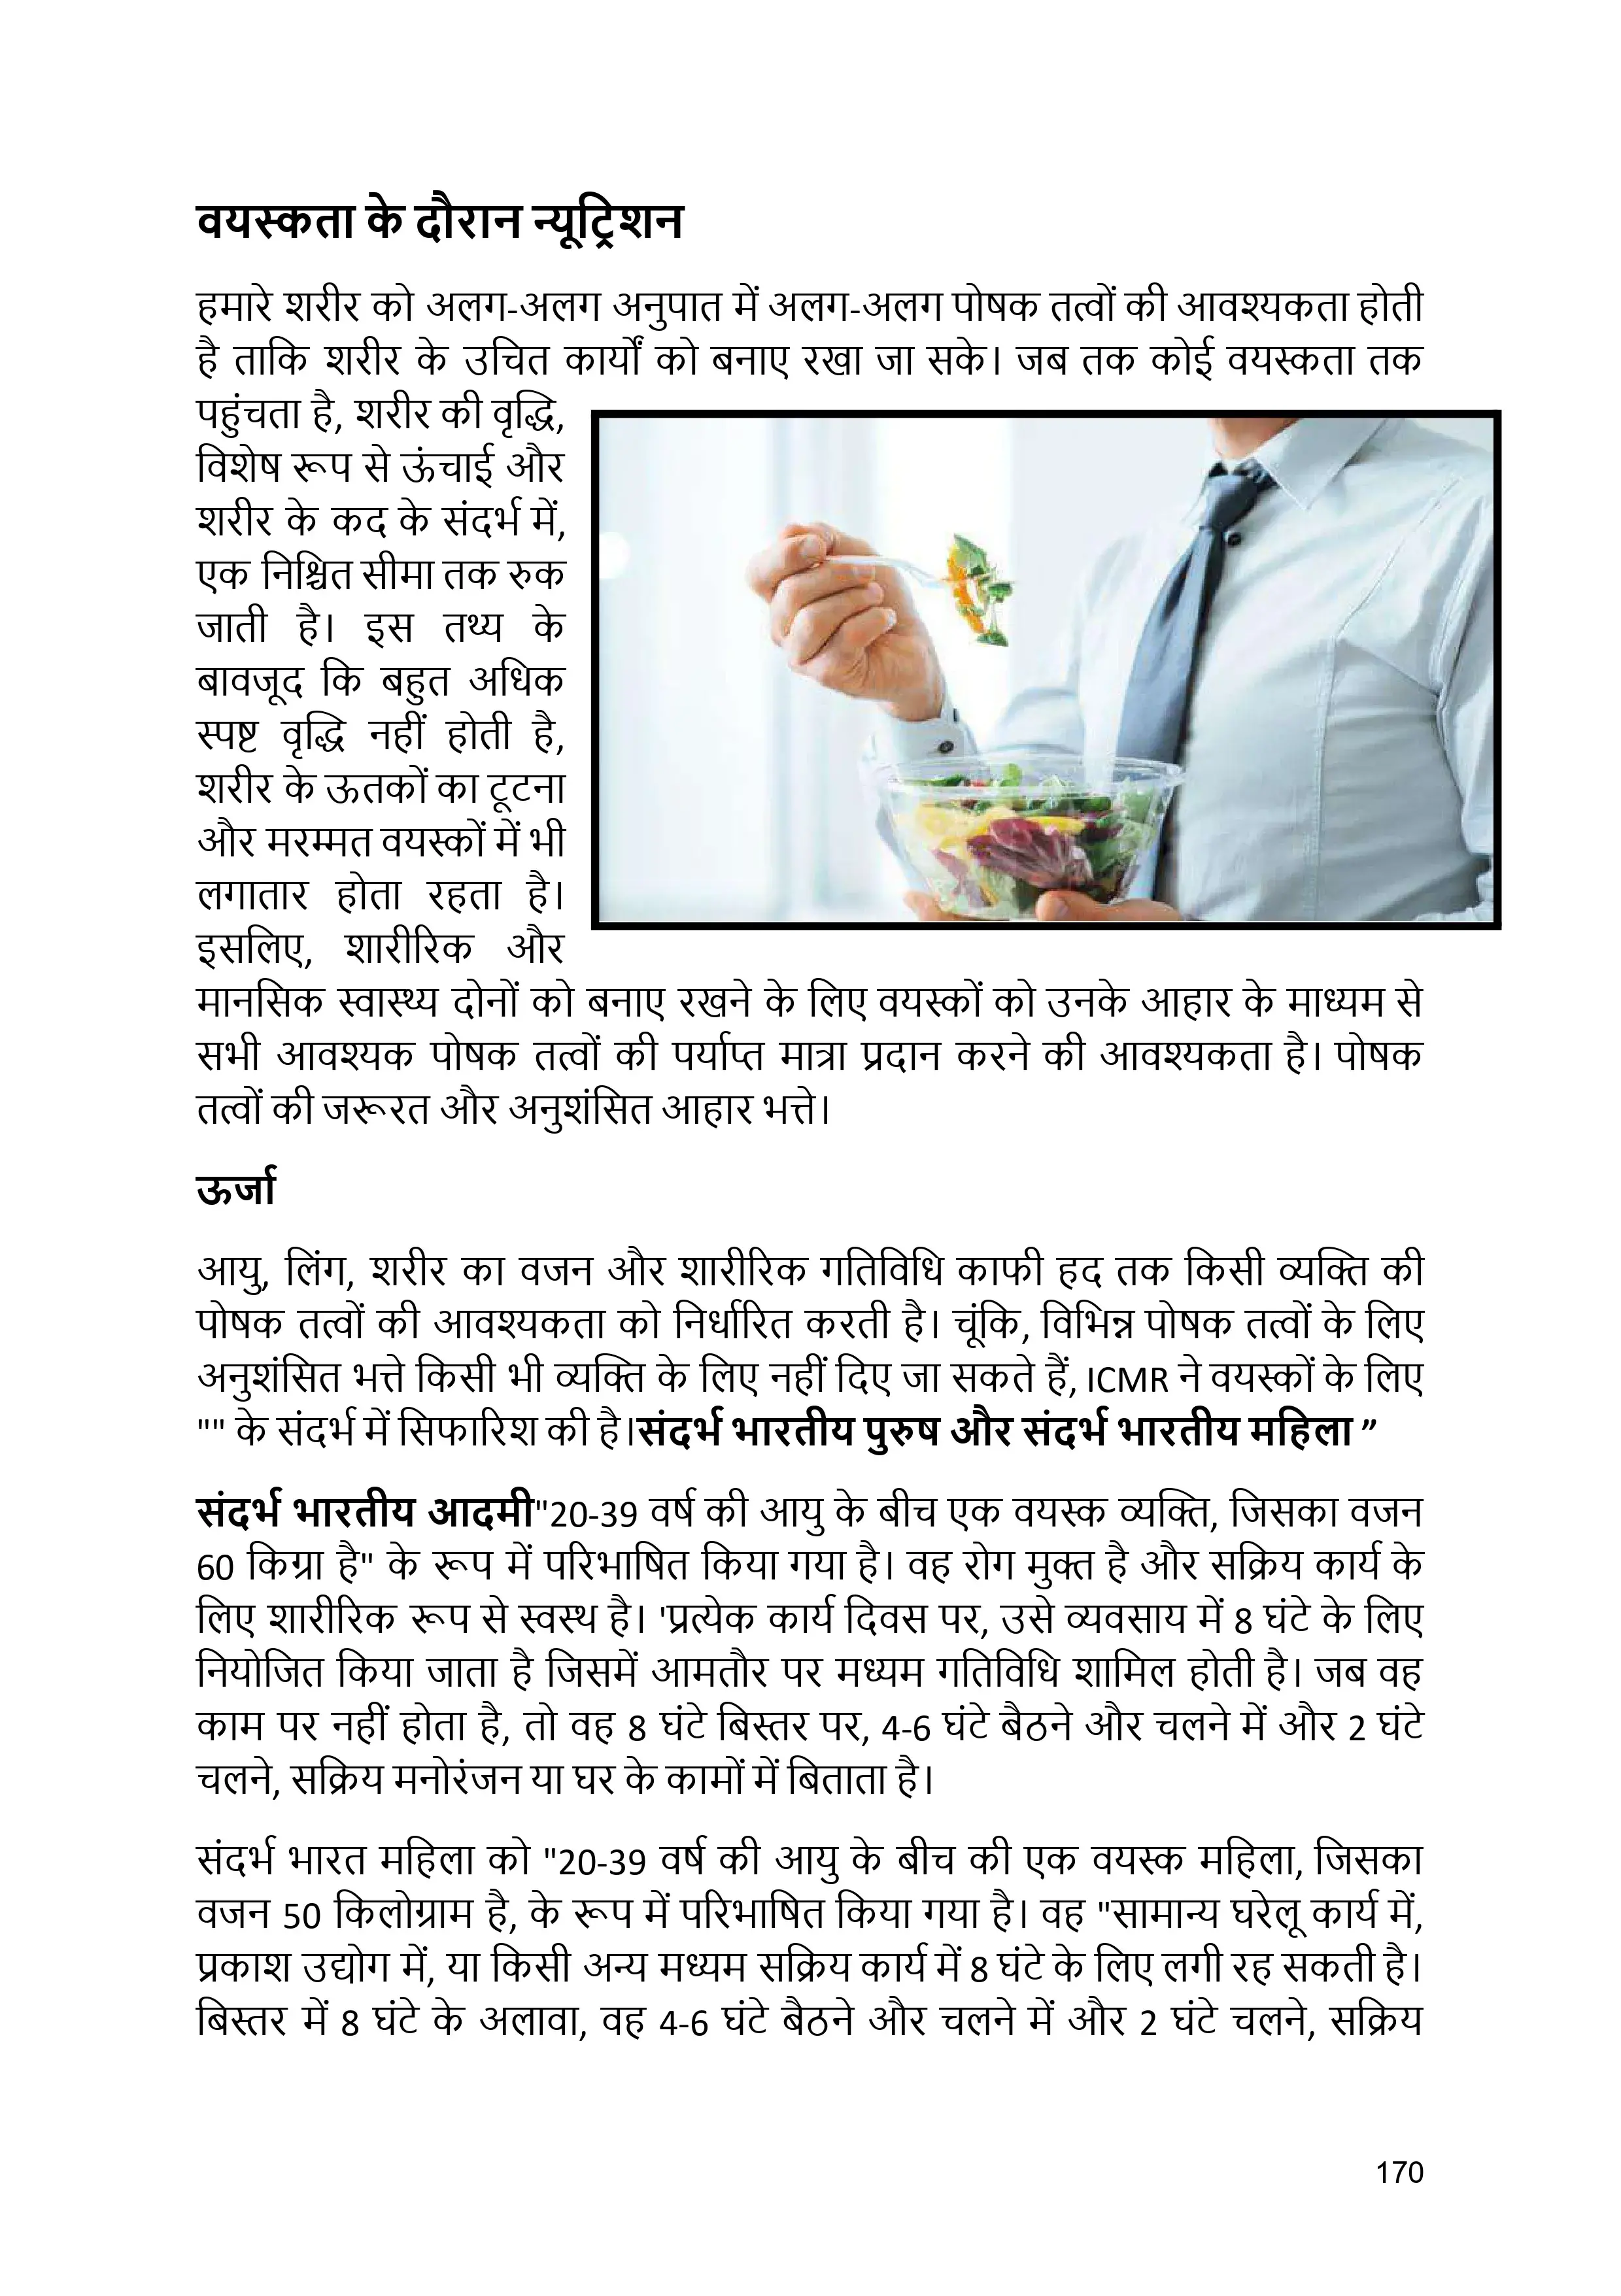 वयस्कता के दौरान न्यूट्रिशन
हमारे शरीर को अलग-अलग अनुपात में अलग-अलग पोषक तत्वों की आवश्यकता होती
है ताकि शरीर के उचित कार्यों को बनाए रखा जा सके। जब तक कोई वयस्कता तक
पहुंचता है, शरीर की वृद्धि,
विशेष रूप से ऊंचाई और
शरीर के कद के संदर्भ में,
एक निश्चित सीमा तक रुक
जाती है। इस तथ्य के
बावजूद कि बहुत अधिक
स्पष्ट वृद्धि नहीं होती है,
शरीर के ऊतकों का टूटना
और मरम्मत वयस्कों में भी
लगातार होता रहता है।
इसलिए, शारीरिक और
मानसिक स्वास्थ्य दोनों को बनाए रखने के लिए वयस्कों को उनके आहार के माध्यम से
सभी आवश्यक पोषक तत्वों की पर्याप्त मात्रा प्रदान करने की आवश्यकता है। पोषक
तत्वों की जरूरत और अनुशंसित आहार भत्ते।
ऊर्जा
आयु, लिंग, शरीर का वजन और शारीरिक गतिविधि काफी हद तक किसी व्यक्ति की
पोषक तत्वों की आवश्यकता को निर्धारित करती है। चूंकि, विभिन्न पोषक तत्वों के लिए
अनुशंसित भत्ते किसी भी व्यक्ति के लिए नहीं दिए जा सकते हैं, ICMR ने वयस्कों के लिए
"" के संदर्भ में सिफारिश की है।संदर्भ भारतीय पुरुष और संदर्भ भारतीय महिला ”
संदर्भ भारतीय आदमी"20-39 वर्ष की आयु के बीच एक वयस्क व्यक्ति, जिसका वजन
60 किग्रा है" के रूप में परिभाषित किया गया है। वह रोग मुक्त है और सक्रिय कार्य के
लिए शारीरिक रूप से स्वस्थ है। 'प्रत्येक कार्य दिवस पर, उसे व्यवसाय में 8 घंटे के लिए
नियोजित किया जाता है जिसमें आमतौर पर मध्यम गतिविधि शामिल होती है। जब वह
काम पर नहीं होता है, तो वह 8 घंटे बिस्तर पर, 4-6 घंटे बैठने और चलने में और 2 घंटे
चलने, सक्रिय मनोरंजन या घर के कामों में बिताता है।
संदर्भ भारत महिला को "20-39 वर्ष की आयु के बीच की एक वयस्क महिला, जिसका
वजन 50 किलोग्राम है, के रूप में परिभाषित किया गया है। वह "सामान्य घरेलू कार्य में,
प्रकाश उद्योग में, या किसी अन्य मध्यम सक्रिय कार्य में 8 घंटे के लिए लगी रह सकती है।
बिस्तर में 8 घंटे के अलावा, वह 4-6 घंटे बैठने और चलने में और 2 घंटे चलने, सक्रिय
170